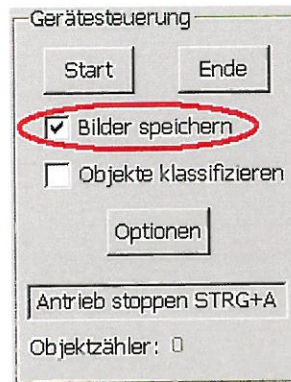 Gerätesteuerung
Start Ende
Bilder speichern
Objekte klassifizieren
Optionen
Antrieb stoppen STRG+A
Objektzähler: 0